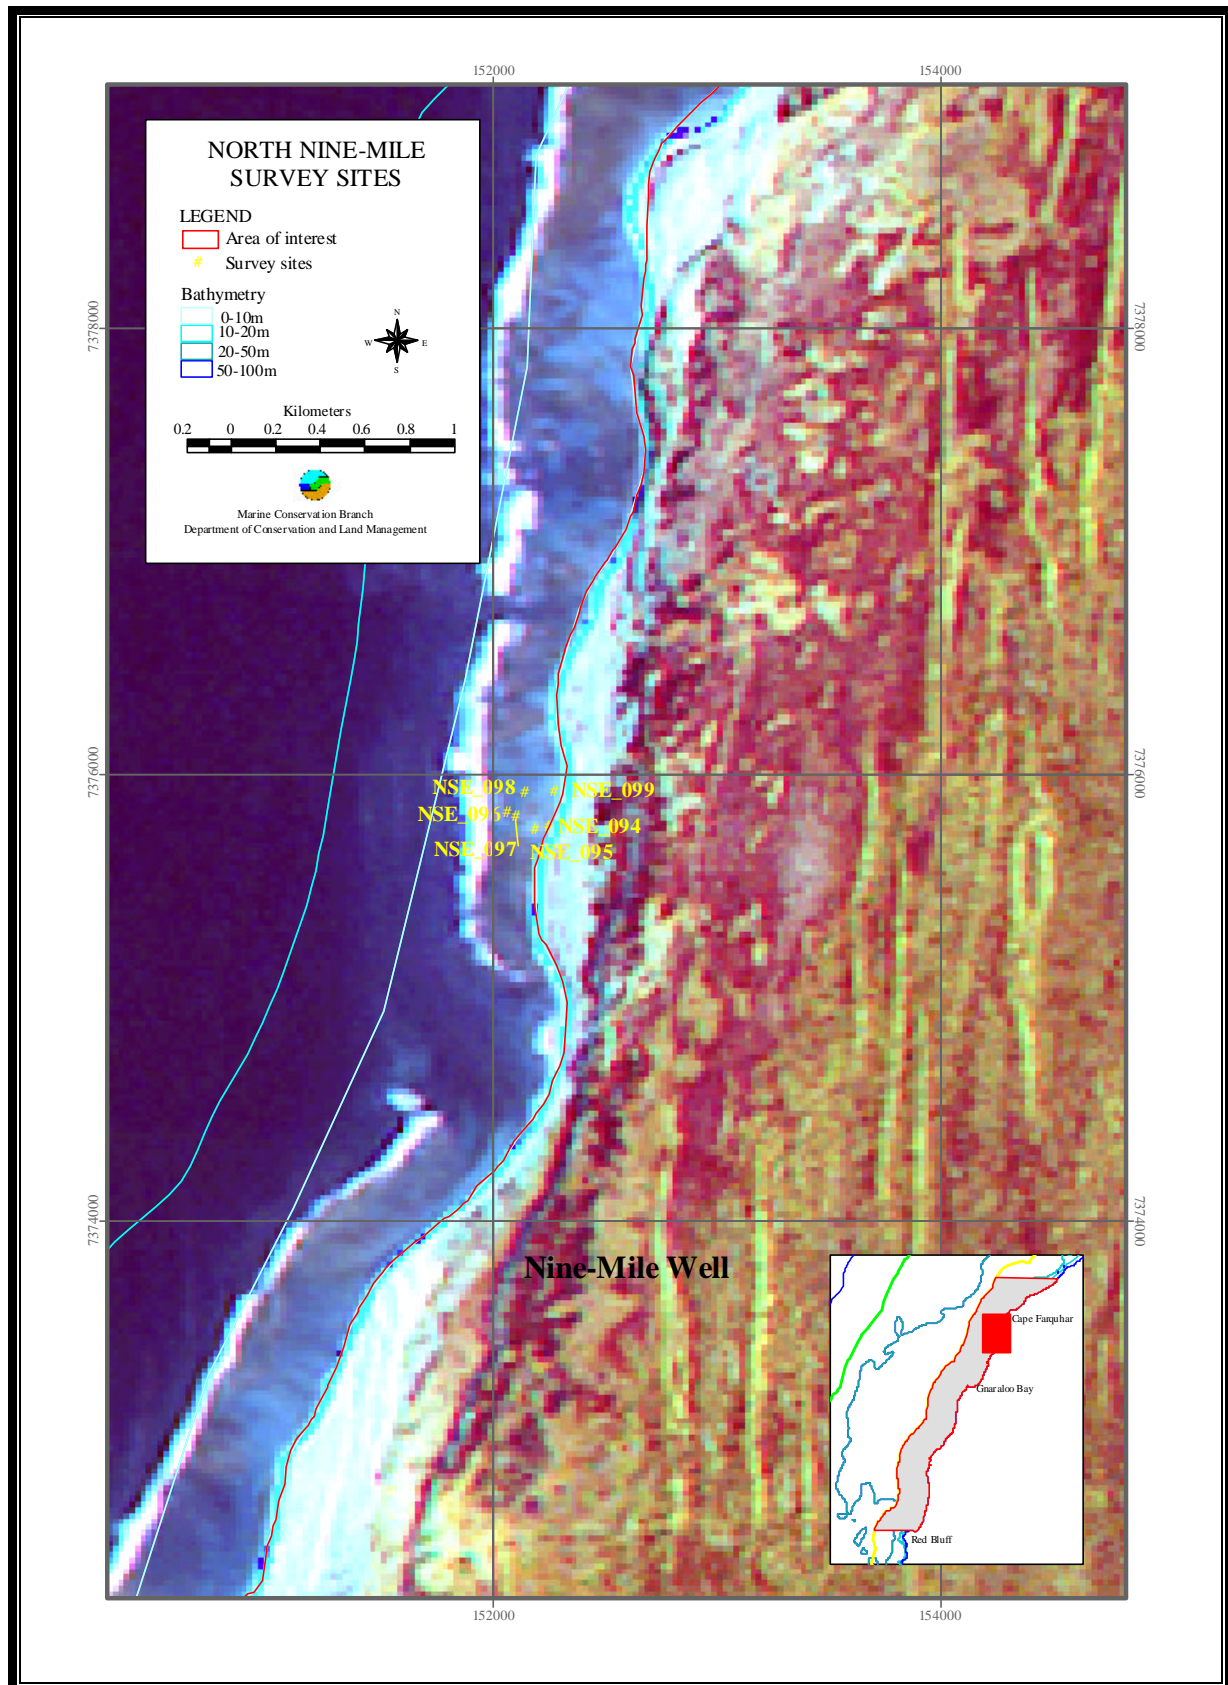 152000
154000
NORTH NINE-MILE
SURVEY SITES
LEGEND
Area of interest
# Survey sites
Bathymetry
0-10m
10-20m
20-50m
50-100m
N
W E
S
Kilometers
0.2 0 0.2 0.4 0.6 0.8 1
Marine Conservation Branch
Department of Conservation and Land Management
7378000
7378000
7376000
7376000
NSE_098 # # NSE_099
NSE_096 # #
# # NSE_094
NSE_097 NSE_095
7374000
7374000
Nine-Mile Well
Cape Farquhar
Gnaraloo Bay
Red Bluff
152000
154000